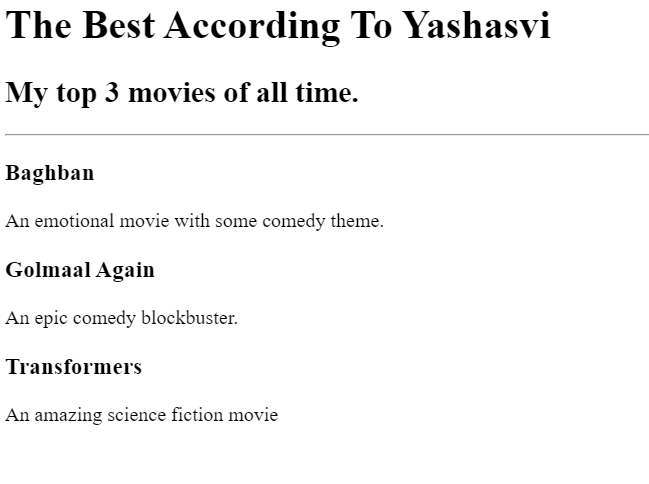 The Best According To Yashasvi
My top 3 movies of all time.
Baghban
An emotional movie with some comedy theme.
Golmaal Again
An epic comedy blockbuster.
Transformers
An amazing science fiction movie